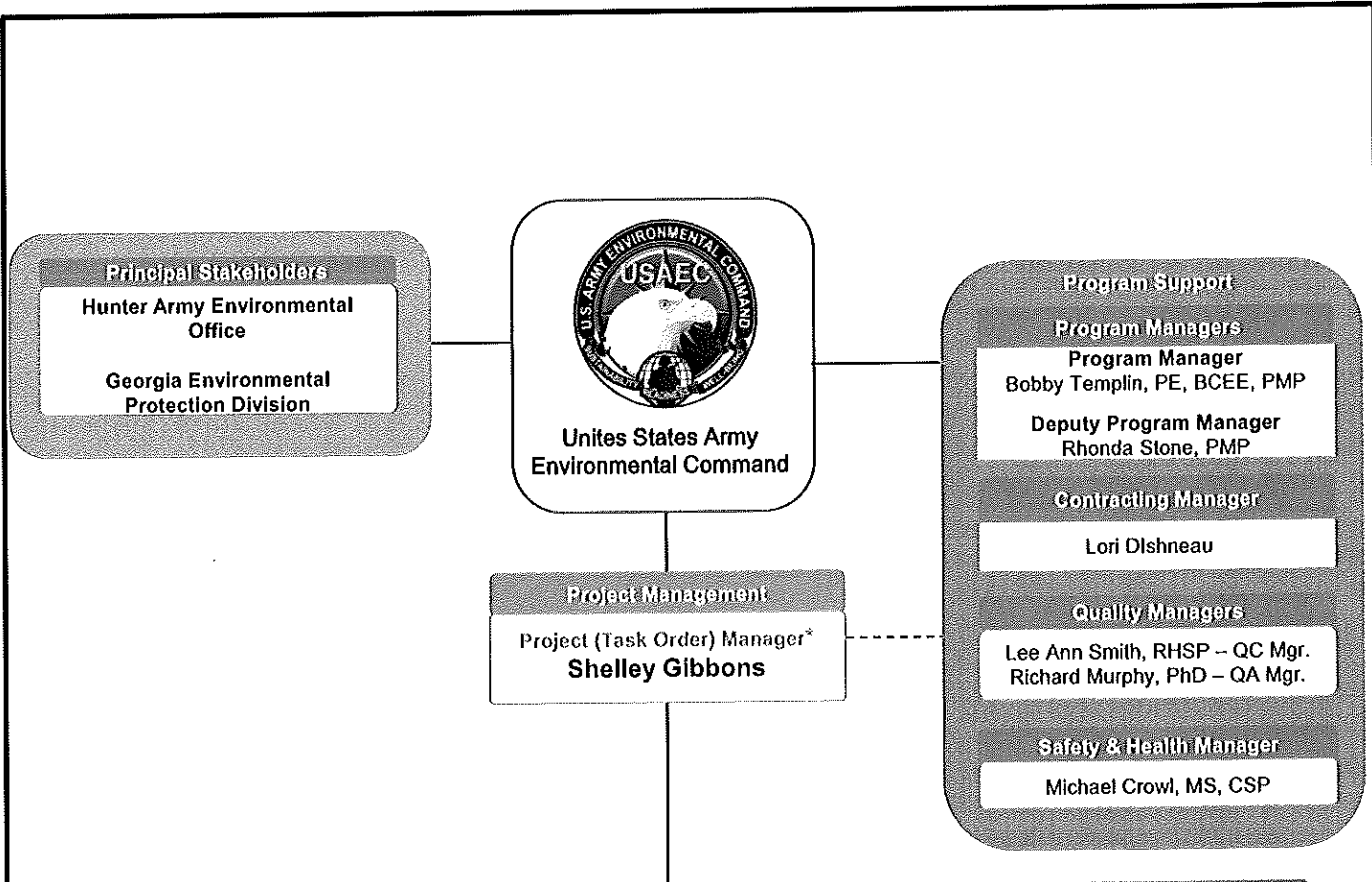 Principal Stakeholders
Hunter Army Environmental
Office
Georgia Environmental
Protection Division
U.S. ARMY ENVIRONMENTAL COMMAND
USAEC
SUSTAINABILITY
Unites States Army
Environmental Command
Project Management
Project (Task Order) Manager*
Shelley Gibbons
Program Support
Program Managers
Program Manager
Bobby Templin, PE, BCEE, PMP
Deputy Program Manager
Rhonda Stone, PMP
Contracting Manager
Lori Dishneau
Quality Managers
Lee Ann Smith, RHSP – QC Mgr.
Richard Murphy, PhD – QA Mgr.
Safety & Health Manager
Michael Crowl, MS, CSP